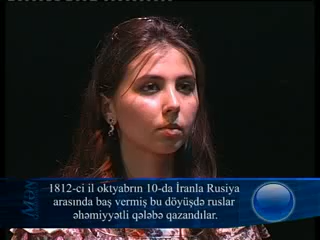 1812-ci il oktyabrın 10-da İranla Rusiya
arasında baş vermiş bu döyüşdə ruslar
əhəmiyyətli qələbə qazandılar.